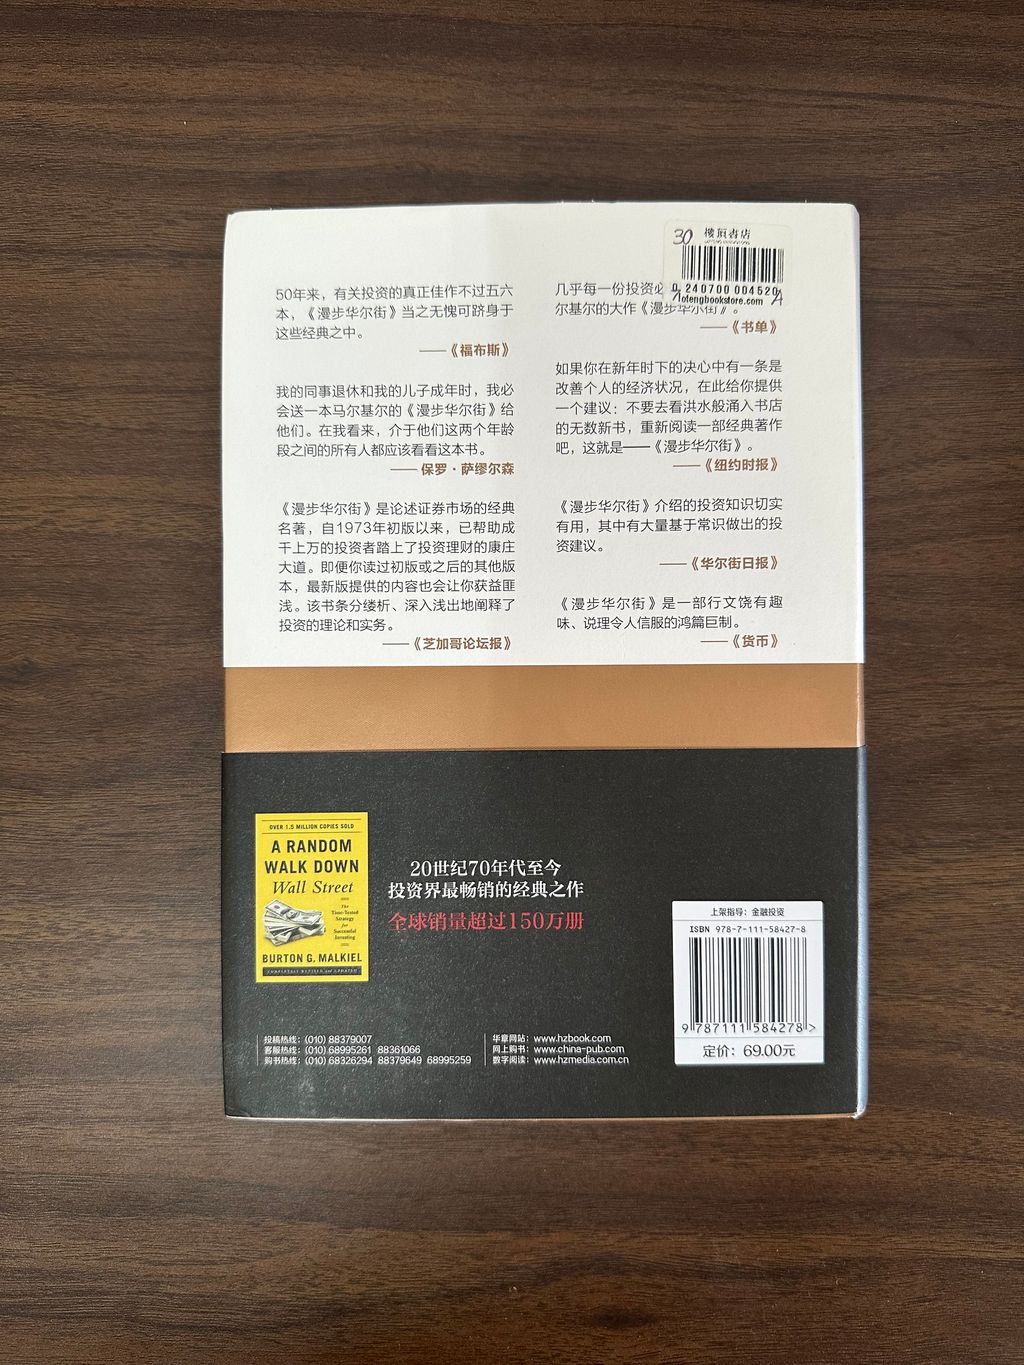 50年来，有关投资的真正佳作不过五六
本，《漫步华尔街》当之无愧可跻身于
这些经典之中。
——《福布斯》
我的同事退休和我的儿子成年时，我必
会送一本马尔基尔的《漫步华尔街》给
他们。在我看来，介于他们这两个年龄
段之间的所有人都应该看看这本书。
—— 保罗·萨缪尔森
《漫步华尔街》是论述证券市场的经典
名著，自1973年初版以来，已帮助成
千上万的投资者踏上了投资理财的康庄
大道。即便你读过初版或之后的其他版
本，最新版提供的内容也会让你获益匪
浅。该书条分缕析、深入浅出地阐释了
投资的理论和实务。
——《芝加哥论坛报》
30 楼顶書店
0 240700 004520
otengbookstore.com
几乎每一份投资必
尔基尔的大作《漫步华尔街》。
——《书单》
如果你在新年时下的决心中有一条是
改善个人的经济状况，在此给你提供
一个建议：不要去看洪水般涌入书店
的无数新书，重新阅读一部经典著作
吧，这就是——《漫步华尔街》。
——《纽约时报》
《漫步华尔街》介绍的投资知识切实
有用，其中有大量基于常识做出的投
资建议。
——《华尔街日报》
《漫步华尔街》是一部行文饶有趣
味、说理令人信服的鸿篇巨制。
——《货币》
OVER 1.5 MILLION COPIES SOLD
A RANDOM
WALK DOWN
Wall Street
The
Time-Tested
Strategy
for
Successful
Investing
BURTON G. MALKIEL
COMPLETELY REVISED and UPDATED
20世纪70年代至今
投资界最畅销的经典之作
全球销量超过150万册
上架指导：金融投资
ISBN 978-7-111-58427-8
9 787111 584278 >
定价：69.00元
投稿热线：(010) 88379007
客服热线：(010) 68995261 88361066
购书热线：(010) 68326294 88379649 68995259
华章网站：www.hzbook.com
网上购书：www.china-pub.com
数字阅读：www.hzmedia.com.cn